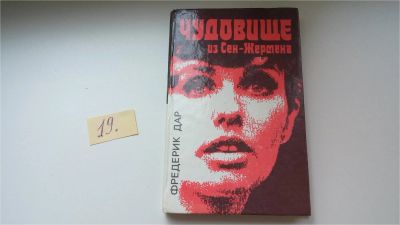 ЧУДОВИЩЕ
из Сен-Жермена
ФРЕДЕРИК ДАР
19.